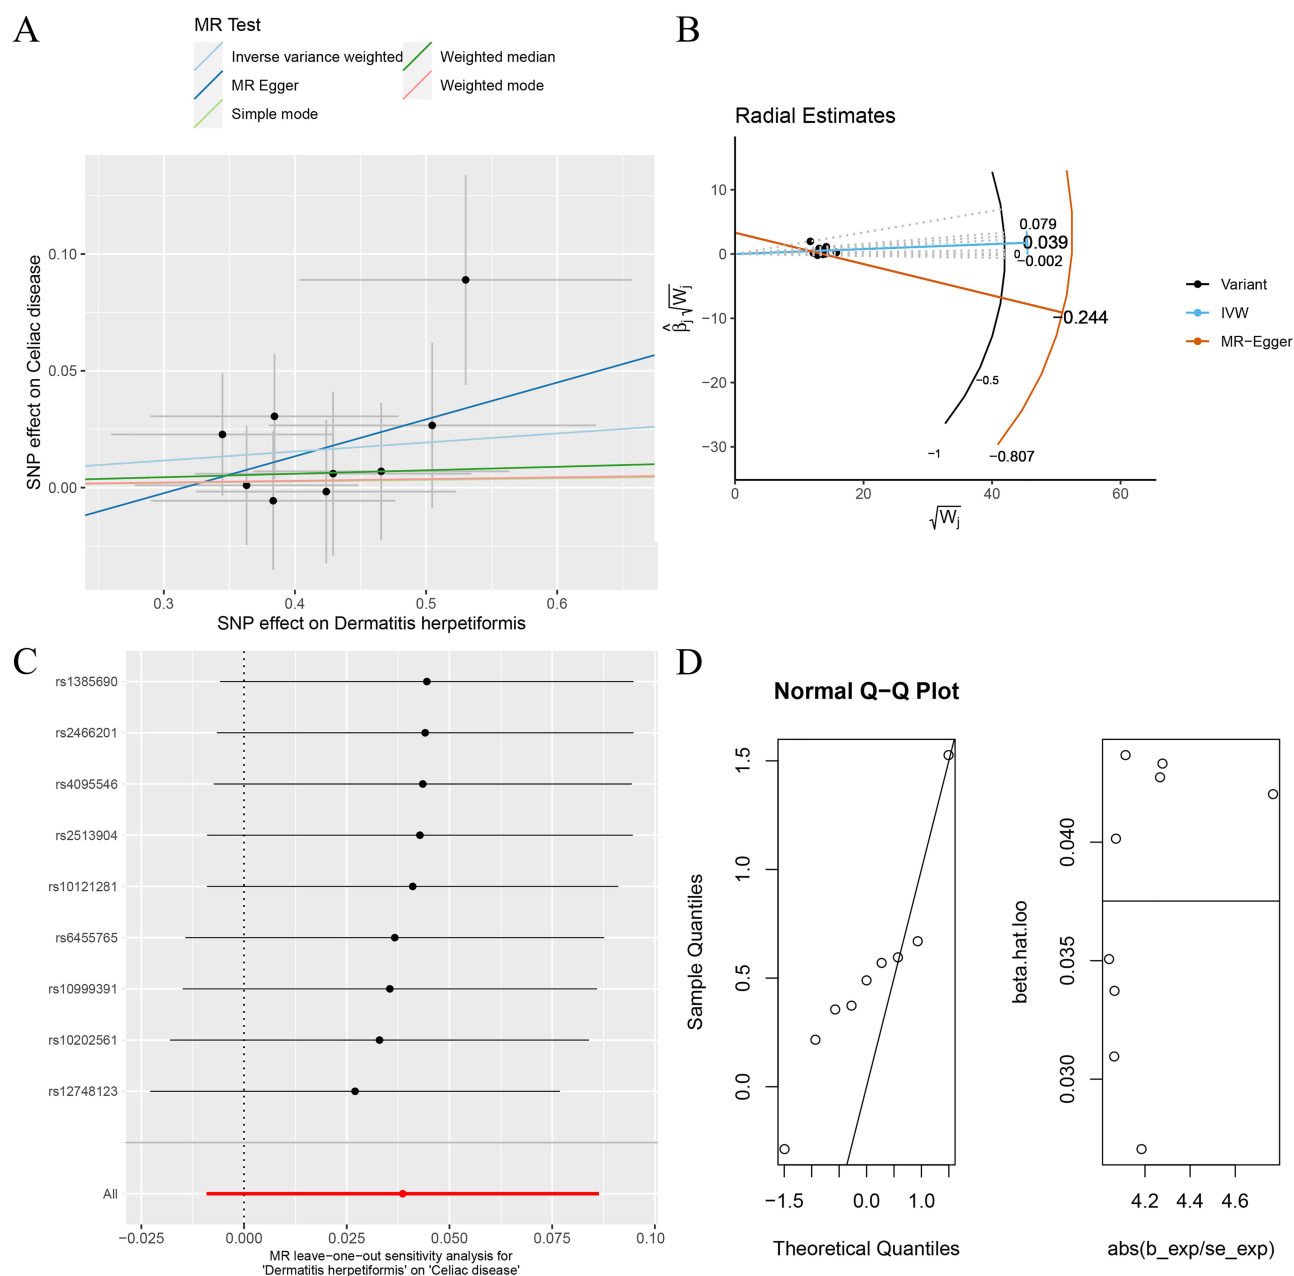 A
MR Test
Inverse variance weighted
Weighted median
MR Egger
Weighted mode
Simple mode
SNP effect on Celiac disease
0.10
0.05
0.00
0.3
0.4
0.5
0.6
SNP effect on Dermatitis herpetiformis
B
Radial Estimates
β̂j√Wj
10
0
−10
−20
−30
0
20
40
60
√Wj
0.079
0.039
0
−0.002
−0.244
−0.5
−1
−0.807
Variant
IVW
MR−Egger
C
rs1385690
rs2466201
rs4095546
rs2513904
rs10121281
rs6455765
rs10999391
rs10202561
rs12748123
All
−0.025
0.000
0.025
0.050
0.075
0.10
MR leave−one−out sensitivity analysis for
'Dermatitis herpetiformis' on 'Celiac disease'
D
Normal Q−Q Plot
Sample Quantiles
1.5
1.0
0.5
0.0
−1.5
0.0
1.0
Theoretical Quantiles
beta.hat.loo
0.040
0.035
0.030
4.2
4.4
4.6
abs(b_exp/se_exp)